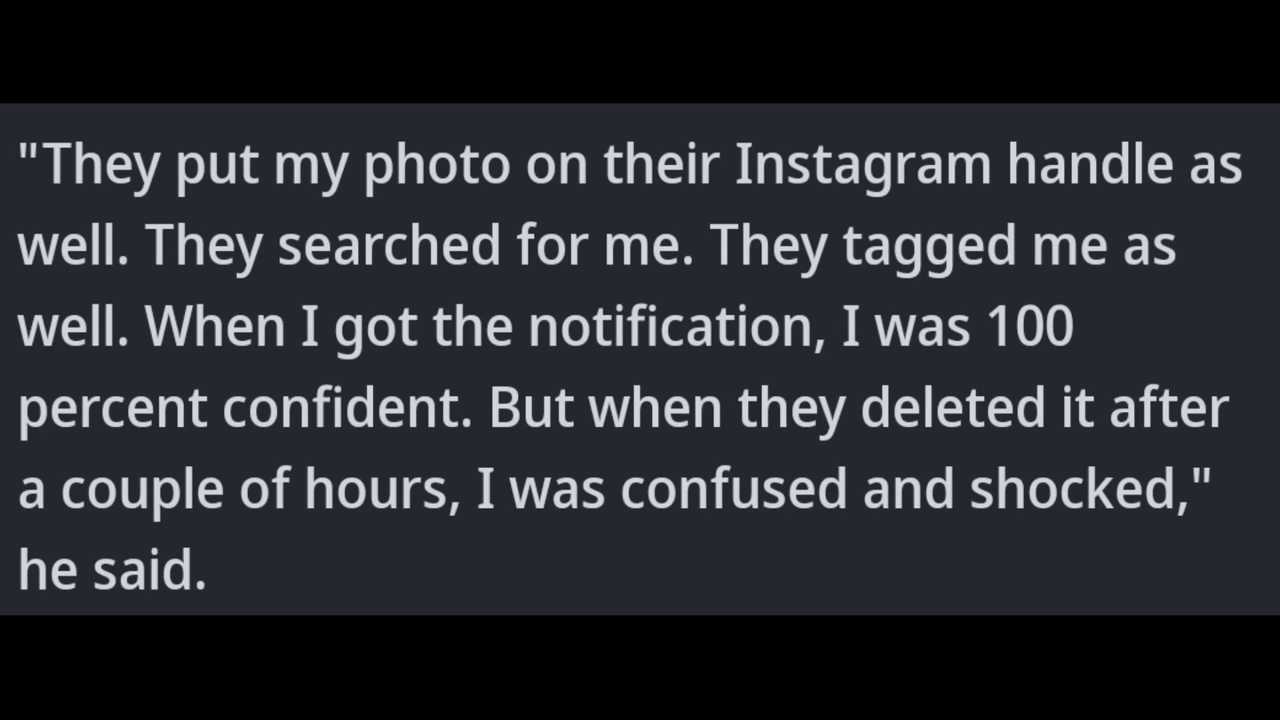 "They put my photo on their Instagram handle as
well. They searched for me. They tagged me as
well. When I got the notification, I was 100
percent confident. But when they deleted it after
a couple of hours, I was confused and shocked,"
he said.